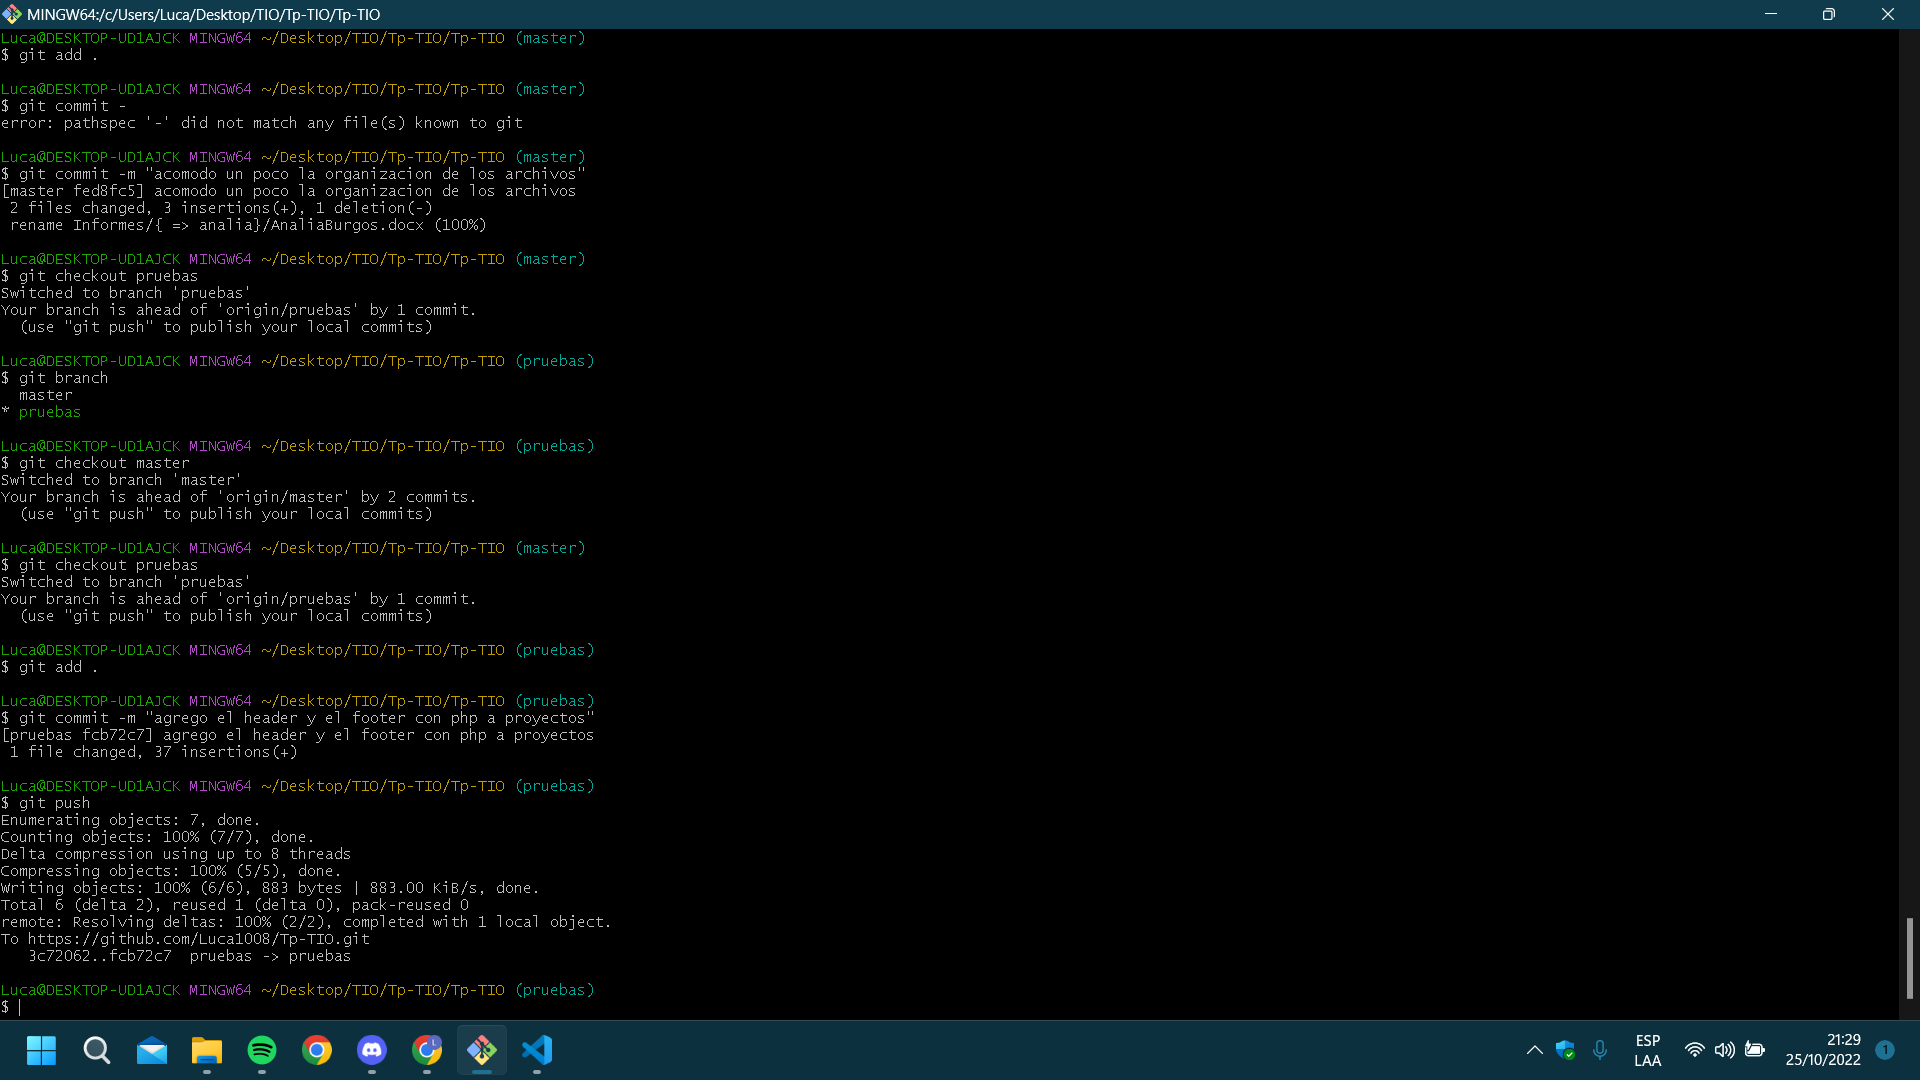 MINGW64:/c/Users/Luca/Desktop/TIO/Tp-TIO/Tp-TIO
Luca@DESKTOP-UD1AJCK MINGW64 ~/Desktop/TIO/Tp-TIO/Tp-TIO (master)
$ git add .
Luca@DESKTOP-UD1AJCK MINGW64 ~/Desktop/TIO/Tp-TIO/Tp-TIO (master)
$ git commit -
error: pathspec '-' did not match any file(s) known to git
Luca@DESKTOP-UD1AJCK MINGW64 ~/Desktop/TIO/Tp-TIO/Tp-TIO (master)
$ git commit -m "acomodo un poco la organizacion de los archivos"
[master fed8fc5] acomodo un poco la organizacion de los archivos
 2 files changed, 3 insertions(+), 1 deletion(-)
 rename Informes/{ => analia}/AnaliaBurgos.docx (100%)
Luca@DESKTOP-UD1AJCK MINGW64 ~/Desktop/TIO/Tp-TIO/Tp-TIO (master)
$ git checkout pruebas
Switched to branch 'pruebas'
Your branch is ahead of 'origin/pruebas' by 1 commit.
  (use "git push" to publish your local commits)
Luca@DESKTOP-UD1AJCK MINGW64 ~/Desktop/TIO/Tp-TIO/Tp-TIO (pruebas)
$ git branch
  master
* pruebas
Luca@DESKTOP-UD1AJCK MINGW64 ~/Desktop/TIO/Tp-TIO/Tp-TIO (pruebas)
$ git checkout master
Switched to branch 'master'
Your branch is ahead of 'origin/master' by 2 commits.
  (use "git push" to publish your local commits)
Luca@DESKTOP-UD1AJCK MINGW64 ~/Desktop/TIO/Tp-TIO/Tp-TIO (master)
$ git checkout pruebas
Switched to branch 'pruebas'
Your branch is ahead of 'origin/pruebas' by 1 commit.
  (use "git push" to publish your local commits)
Luca@DESKTOP-UD1AJCK MINGW64 ~/Desktop/TIO/Tp-TIO/Tp-TIO (pruebas)
$ git add .
Luca@DESKTOP-UD1AJCK MINGW64 ~/Desktop/TIO/Tp-TIO/Tp-TIO (pruebas)
$ git commit -m "agrego el header y el footer con php a proyectos"
[pruebas fcb72c7] agrego el header y el footer con php a proyectos
 1 file changed, 37 insertions(+)
Luca@DESKTOP-UD1AJCK MINGW64 ~/Desktop/TIO/Tp-TIO/Tp-TIO (pruebas)
$ git push
Enumerating objects: 7, done.
Counting objects: 100% (7/7), done.
Delta compression using up to 8 threads
Compressing objects: 100% (5/5), done.
Writing objects: 100% (6/6), 883 bytes | 883.00 KiB/s, done.
Total 6 (delta 2), reused 1 (delta 0), pack-reused 0
remote: Resolving deltas: 100% (2/2), completed with 1 local object.
To https://github.com/Luca1008/Tp-TIO.git
   3c72062..fcb72c7  pruebas -> pruebas
Luca@DESKTOP-UD1AJCK MINGW64 ~/Desktop/TIO/Tp-TIO/Tp-TIO (pruebas)
$
L
ESP
LAA
21:29
25/10/2022
1